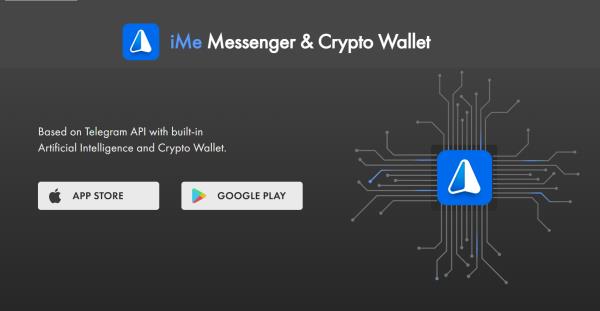 iMe Messenger & Crypto Wallet
Based on Telegram API with built-in
Artificial Intelligence and Crypto Wallet.
APP STORE
GOOGLE PLAY